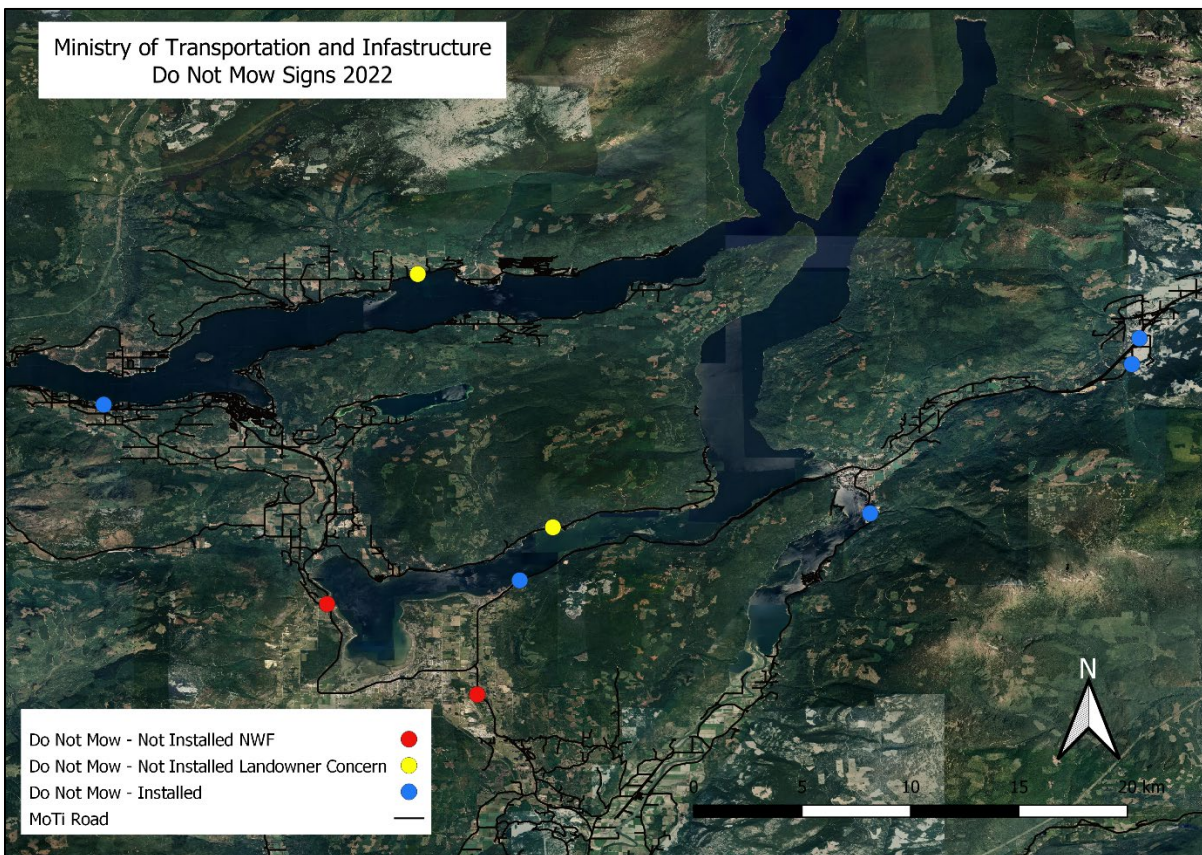 Ministry of Transportation and Infastructure
Do Not Mow Signs 2022
N
Do Not Mow - Not Installed NWF
Do Not Mow - Not Installed Landowner Concern
Do Not Mow - Installed
MoTi Road
0 5 10 15 20 km